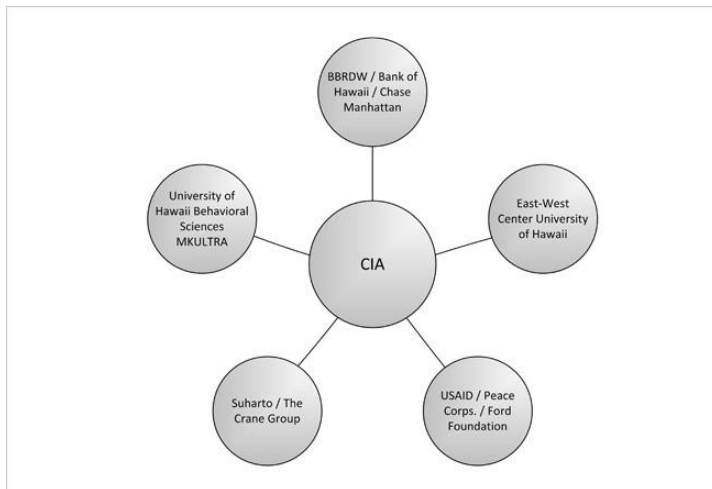 BBRDW / Bank of
Hawaii / Chase
Manhattan
University of
Hawaii Behavioral
Sciences
MKULTRA
East-West
Center University
of Hawaii
CIA
Suharto / The
Crane Group
USAID / Peace
Corps. / Ford
Foundation